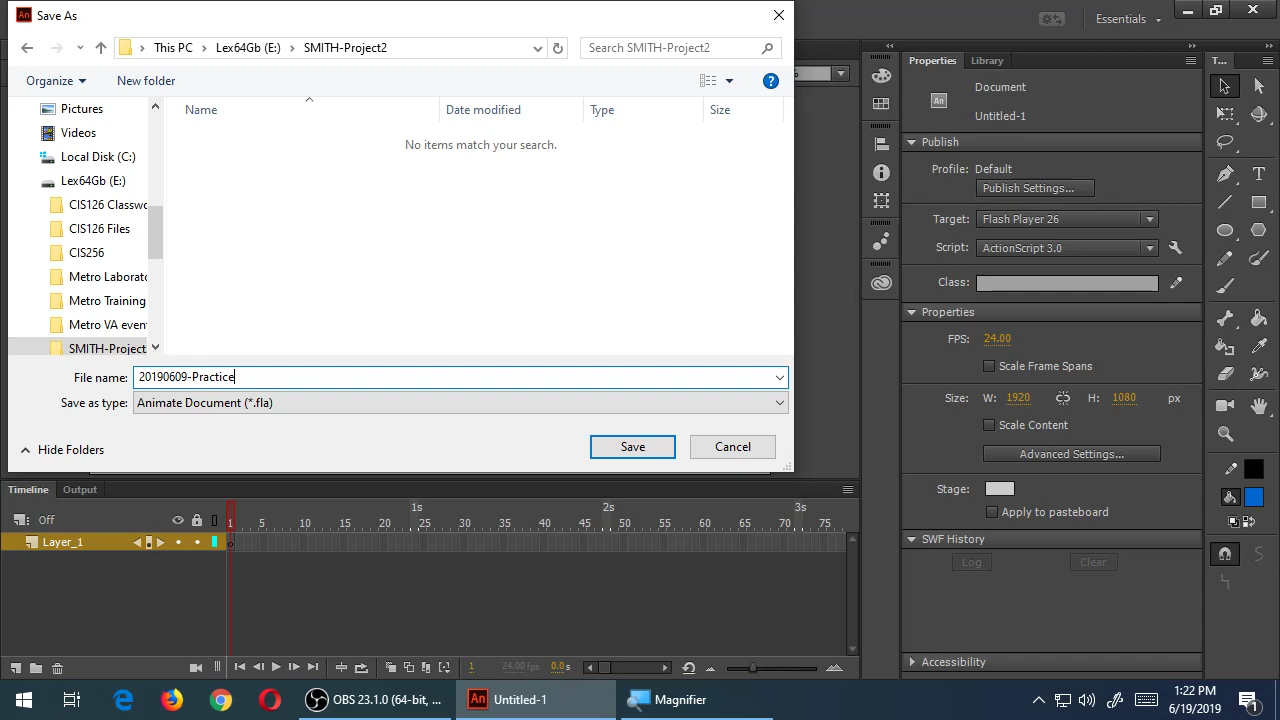 An Save As
This PC > Lex64Gb (E:) > SMITH-Project2
Search SMITH-Project2
Organize
New folder
?
Name
Date modified
Type
Size
No items match your search.
Pictures
Videos
Local Disk (C:)
Lex64Gb (E:)
CIS126 Classwo
CIS126 Files
CIS256
Metro Laborato
Metro Training
Metro VA event
SMITH-Project
File name: 20190609-Practice
Save as type: Animate Document (*.fla)
Hide Folders
Save
Cancel
Essentials
%
Properties
Library
T...
An
Document
Untitled-1
Publish
Profile: Default
Publish Settings...
Target: Flash Player 26
Script: ActionScript 3.0
Class:
Properties
FPS: 24.00
Scale Frame Spans
Size: W: 1920 H: 1080 px
Scale Content
Advanced Settings...
Stage:
Apply to pasteboard
SWF History
Log
Clear
Accessibility
Timeline
Output
Off
1s 2s 3s
1 5 10 15 20 25 30 35 40 45 50 55 60 65 70 75
Layer_1
1 24.00 fps 0.0 s
OBS 23.1.0 (64-bit, ...
An Untitled-1
Magnifier
1:22 PM
6/19/2019
1